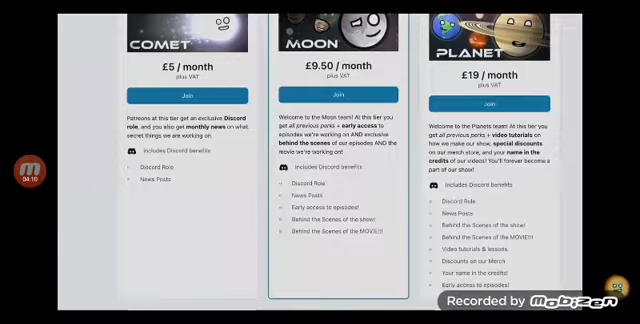 COMET
£5 / month
plus VAT
Join
Patreons at this tier get an exclusive Discord
role, and you also get monthly news on what
secret things we are working on.
Includes Discord benefits
Discord Role
News Posts
MOON
£9.50 / month
plus VAT
Join
Welcome to the Moon team! At this tier you
get all previous perks + early access to
episodes we're working on AND exclusive
behind the scenes of our episodes AND the
movie we're working on!
Includes Discord benefits
Discord Role
News Posts
Early access to episodes!
Behind the Scenes of the show!
Behind the Scenes of the MOVIE!!!
PLANET
£19 / month
plus VAT
Join
Welcome to the Planets team! At this tier you
get all previous perks + video tutorials on
how we make our show, special discounts
on our merch store, and your name in the
credits of our videos! You'll forever become a
part of our show!
Includes Discord benefits
Discord Role
News Posts
Behind the Scenes of the show!
Behind the Scenes of the MOVIE!!!
Video tutorials & lessons
Discounts on our Merch
Your name in the credits!
Early access to episodes!
04:10
Recorded by Mobizen